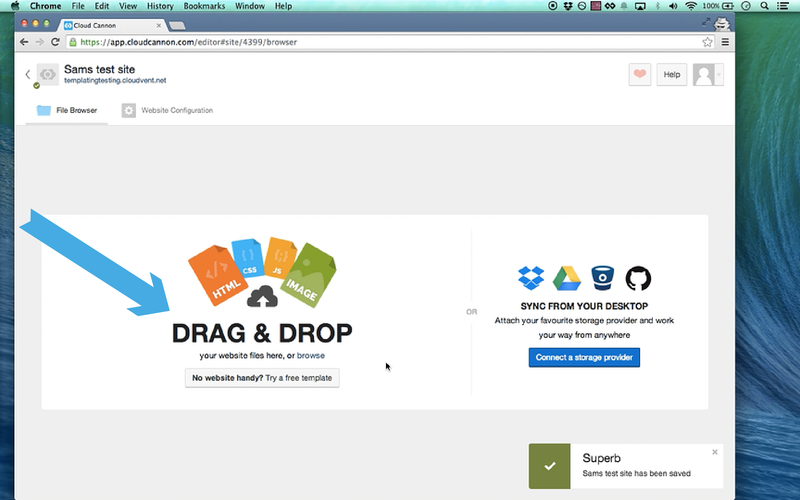 Chrome File Edit View History Bookmarks Window Help
100%
Cloud Cannon
https://app.cloudcannon.com/editor#site/4399/browser
Sams test site
templatingtesting.cloudvent.net
Help
File Browser
Website Configuration
HTML
CSS
JS
IMAGE
DRAG & DROP
your website files here, or browse
No website handy? Try a free template
OR
SYNC FROM YOUR DESKTOP
Attach your favourite storage provider and work
your way from anywhere
Connect a storage provider
Superb
Sams test site has been saved